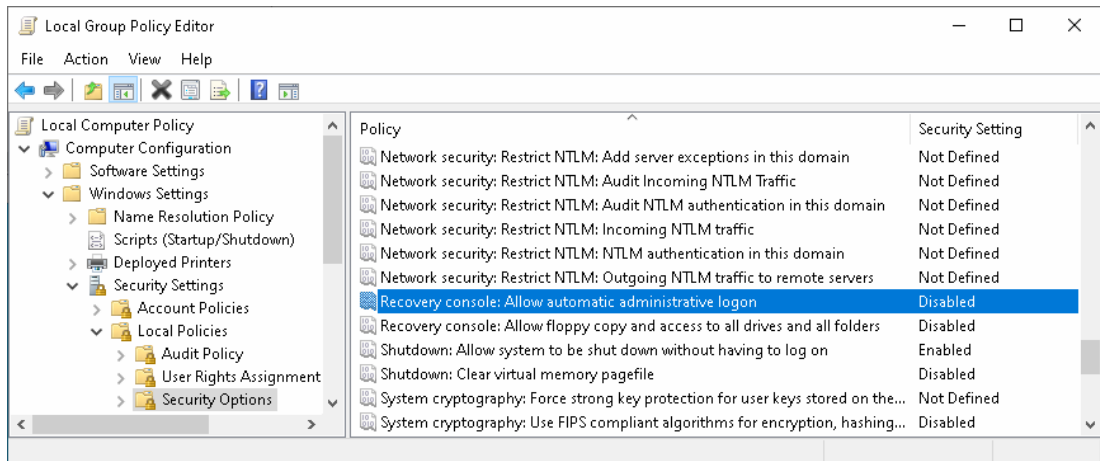 Local Group Policy Editor
File Action View Help
Local Computer Policy
Computer Configuration
Software Settings
Windows Settings
Name Resolution Policy
Scripts (Startup/Shutdown)
Deployed Printers
Security Settings
Account Policies
Local Policies
Audit Policy
User Rights Assignment
Security Options
Policy Security Setting
Network security: Restrict NTLM: Add server exceptions in this domain Not Defined
Network security: Restrict NTLM: Audit Incoming NTLM Traffic Not Defined
Network security: Restrict NTLM: Audit NTLM authentication in this domain Not Defined
Network security: Restrict NTLM: Incoming NTLM traffic Not Defined
Network security: Restrict NTLM: NTLM authentication in this domain Not Defined
Network security: Restrict NTLM: Outgoing NTLM traffic to remote servers Not Defined
Recovery console: Allow automatic administrative logon Disabled
Recovery console: Allow floppy copy and access to all drives and all folders Disabled
Shutdown: Allow system to be shut down without having to log on Enabled
Shutdown: Clear virtual memory pagefile Disabled
System cryptography: Force strong key protection for user keys stored on the... Not Defined
System cryptography: Use FIPS compliant algorithms for encryption, hashing... Disabled